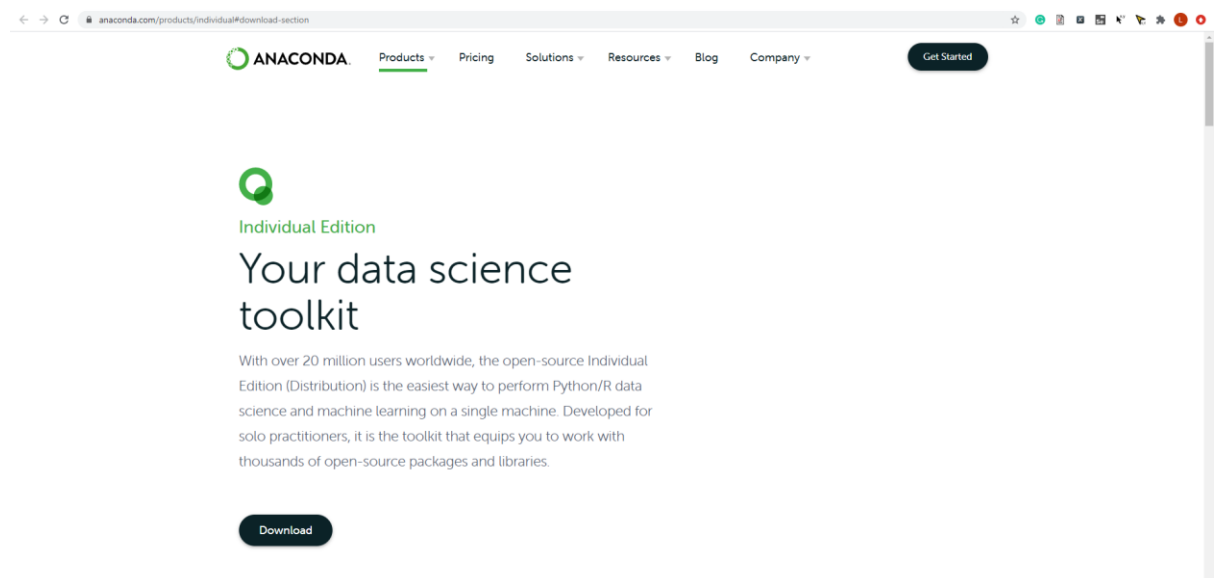 anaconda.com/products/individual#download-section
ANACONDA.
Products
Pricing
Solutions
Resources
Blog
Company
Get Started
Individual Edition
Your data science
toolkit
With over 20 million users worldwide, the open-source Individual
Edition (Distribution) is the easiest way to perform Python/R data
science and machine learning on a single machine. Developed for
solo practitioners, it is the toolkit that equips you to work with
thousands of open-source packages and libraries.
Download